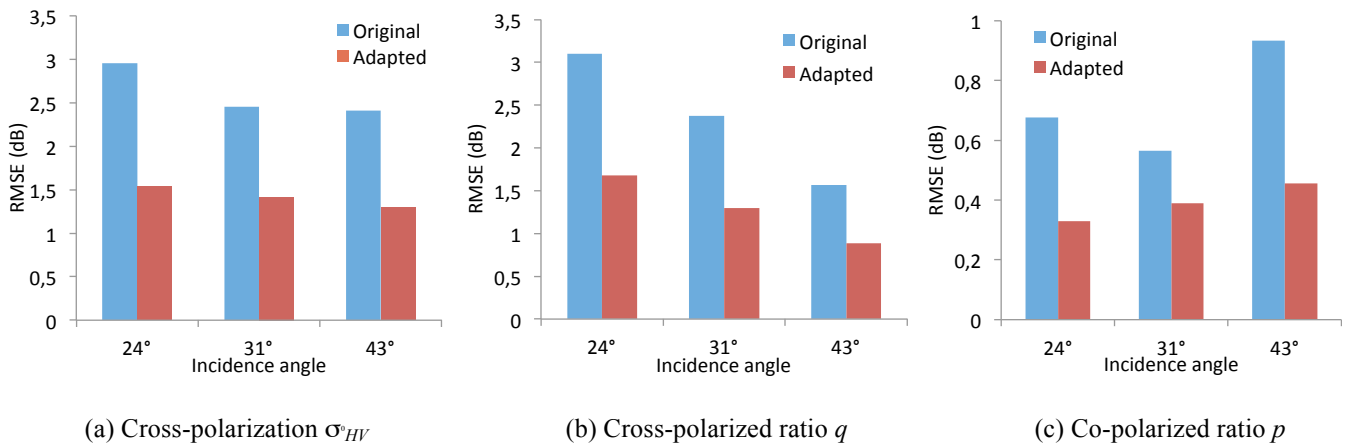 3,5
3
2,5
2
1,5
1
0,5
0
RMSE (dB)
Original
Adapted
24° 31° 43°
Incidence angle
(a) Cross-polarization σ°HV
3,5
3
2,5
2
1,5
1
0,5
0
RMSE (dB)
Original
Adapted
24° 31° 43°
Incidence angle
(b) Cross-polarized ratio q
1
0,8
0,6
0,4
0,2
0
RMSE (dB)
Original
Adapted
24° 31° 43°
Incidence angle
(c) Co-polarized ratio p